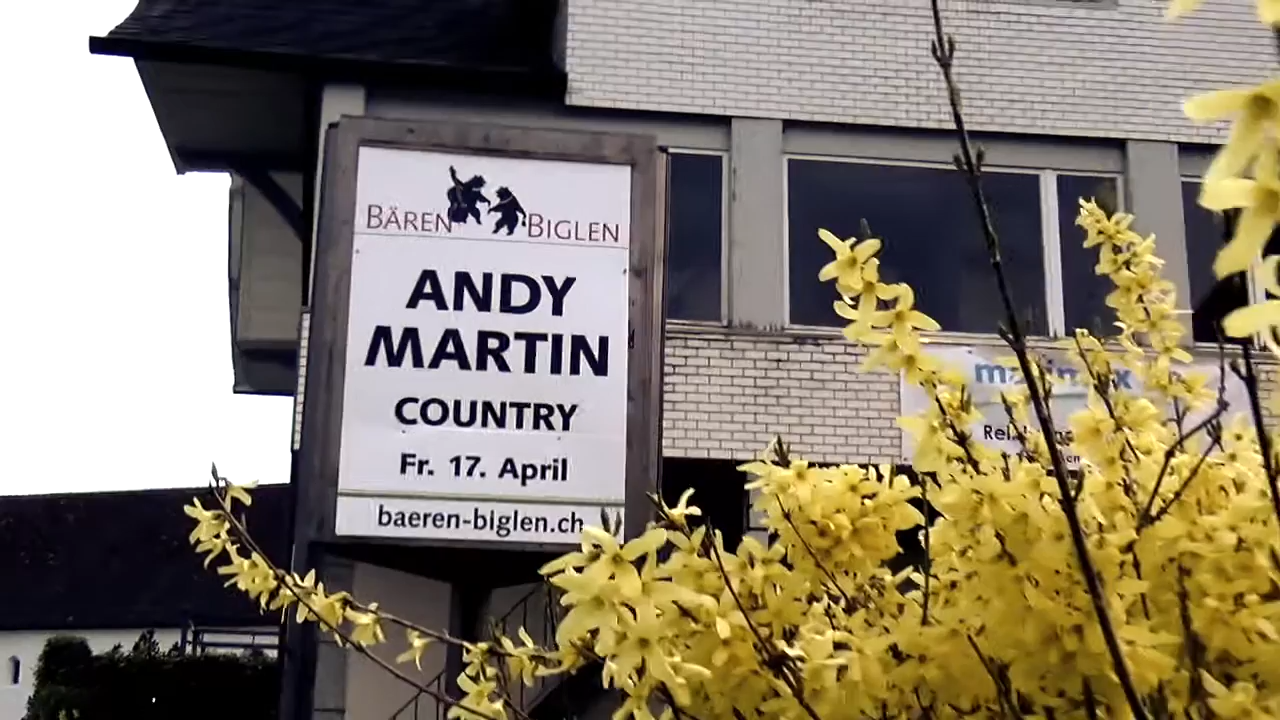 BÄREN BIGLEN
ANDY
MARTIN
COUNTRY
Fr. 17. April
baeren-biglen.ch